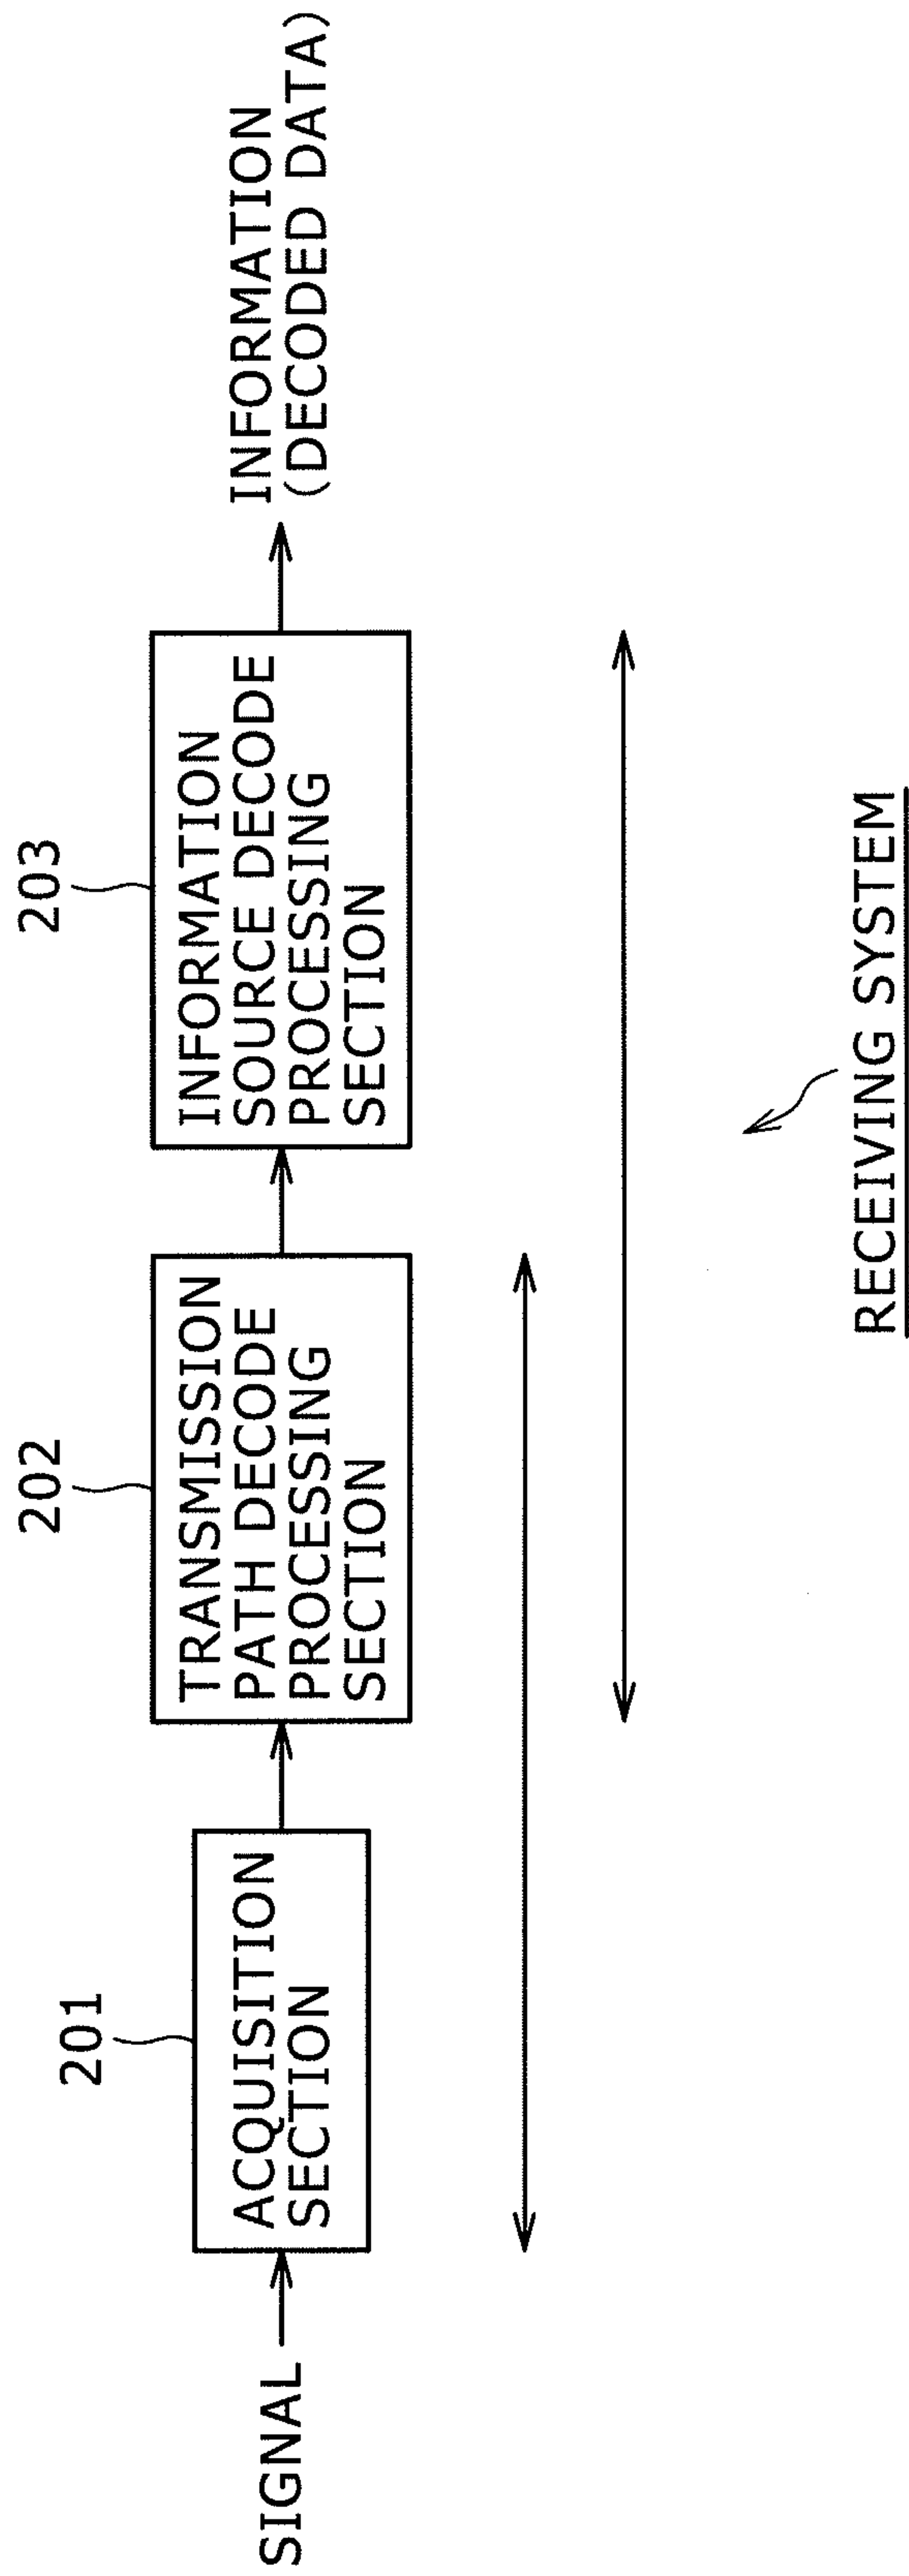 201
202
203
SIGNAL
ACQUISITION
SECTION
TRANSMISSION
PATH DECODE
PROCESSING
SECTION
INFORMATION
SOURCE DECODE
PROCESSING
SECTION
INFORMATION
(DECODED DATA)
RECEIVING SYSTEM